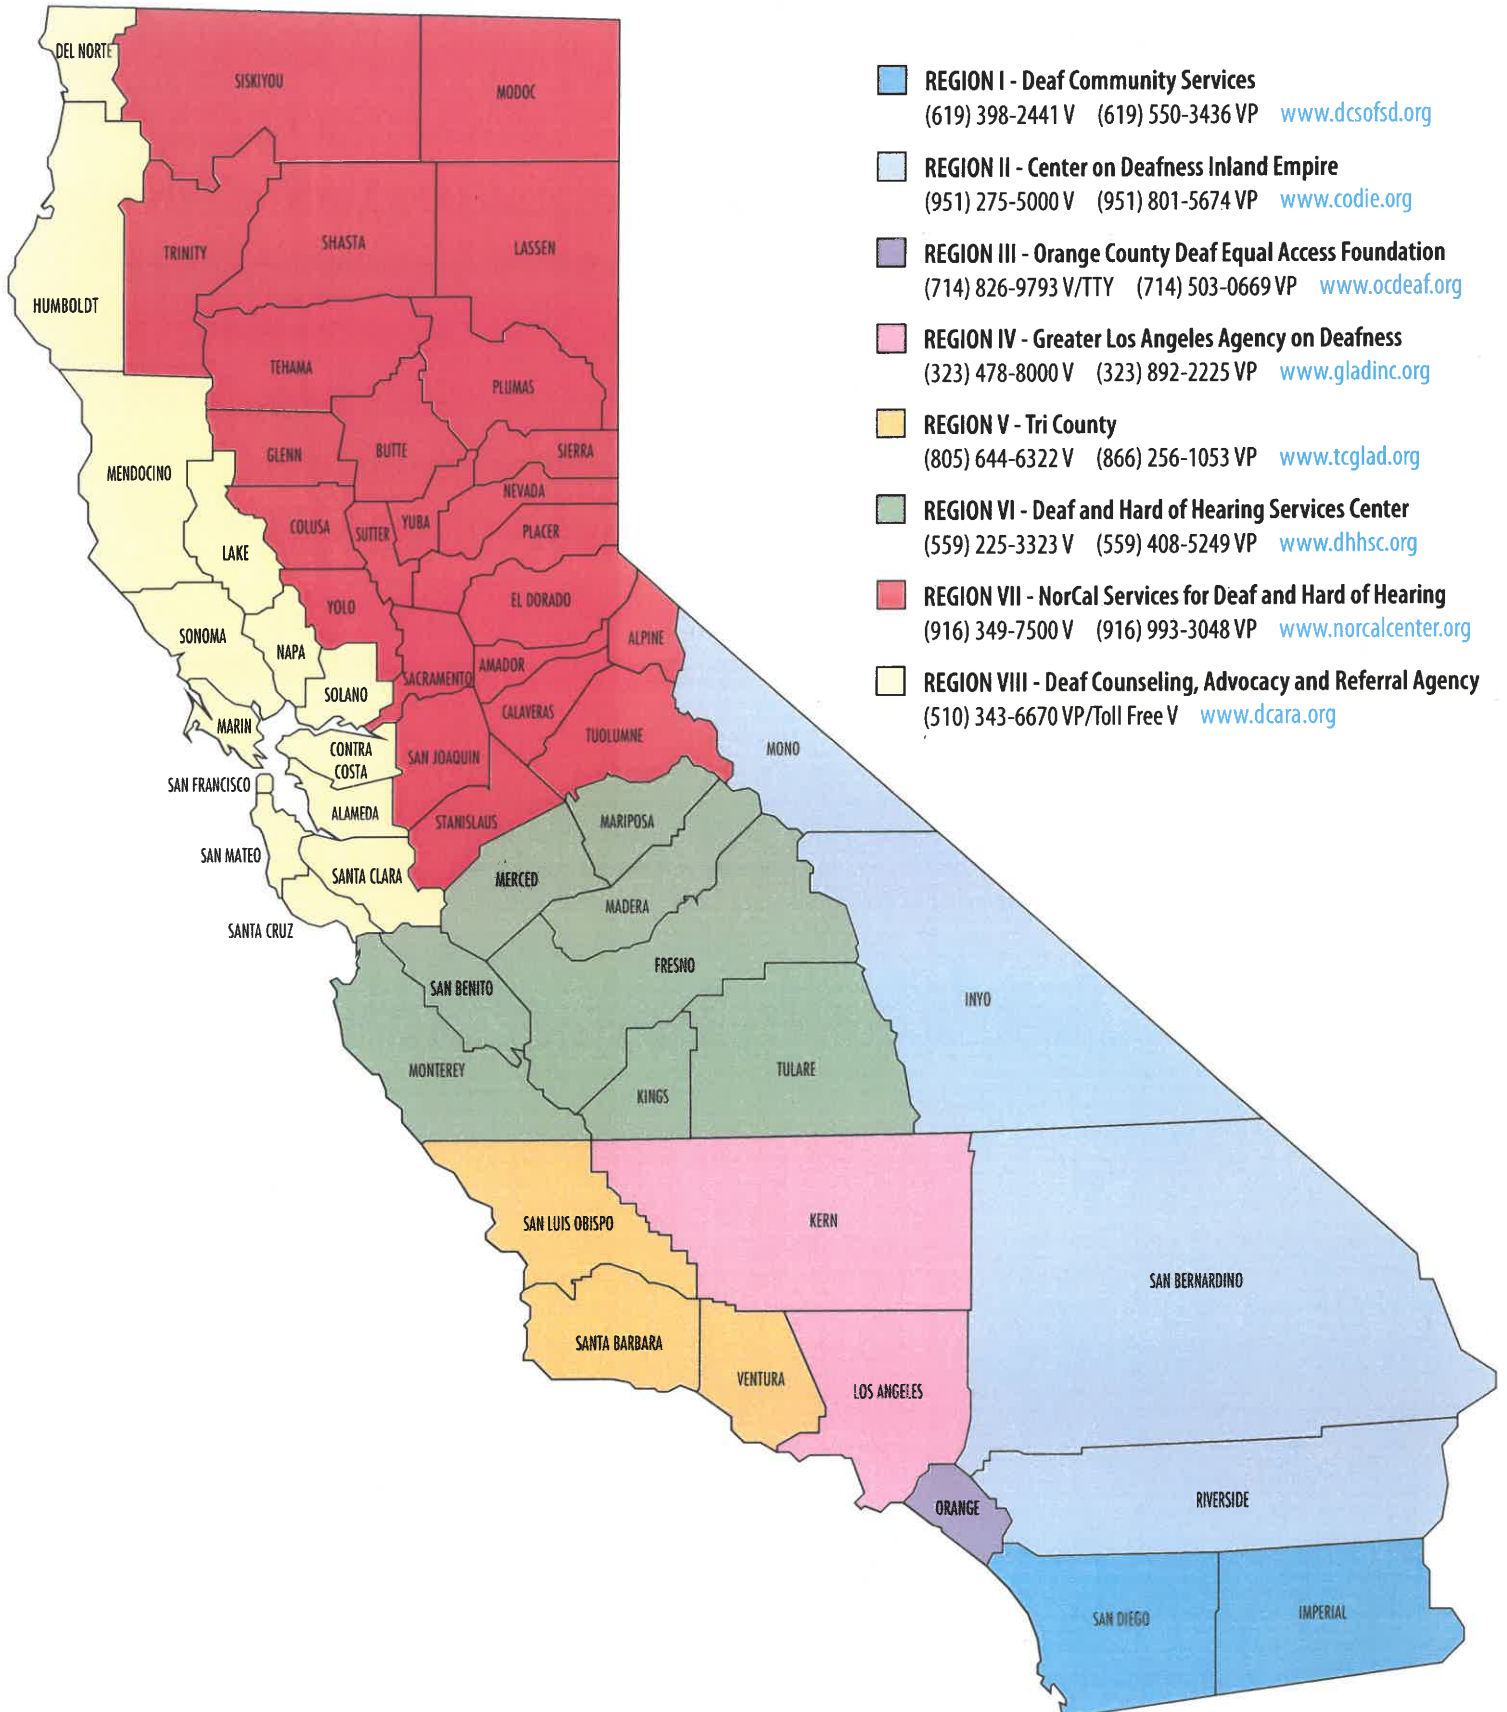 DEL NORTE
SISKIYOU
MODOC
TRINITY
SHASTA
LASSEN
HUMBOLDT
TEHAMA
PLUMAS
MENDOCINO
GLENN
BUTTE
SIERRA
NEVADA
COLUSA
SUTTER
YUBA
PLACER
LAKE
YOLO
EL DORADO
SONOMA
NAPA
ALPINE
SACRAMENTO
AMADOR
SOLANO
CALAVERAS
MARIN
TUOLUMNE
CONTRA
COSTA
SAN JOAQUIN
MONO
SAN FRANCISCO
ALAMEDA
STANISLAUS
MARIPOSA
SAN MATEO
SANTA CLARA
MERCED
MADERA
SANTA CRUZ
FRESNO
SAN BENITO
INYO
MONTEREY
KINGS
TULARE
SAN LUIS OBISPO
KERN
SAN BERNARDINO
SANTA BARBARA
VENTURA
LOS ANGELES
ORANGE
RIVERSIDE
SAN DIEGO
IMPERIAL
REGION I - Deaf Community Services
(619) 398-2441 V (619) 550-3436 VP www.dcsofsd.org
REGION II - Center on Deafness Inland Empire
(951) 275-5000 V (951) 801-5674 VP www.codie.org
REGION III - Orange County Deaf Equal Access Foundation
(714) 826-9793 V/TTY (714) 503-0669 VP www.ocdeaf.org
REGION IV - Greater Los Angeles Agency on Deafness
(323) 478-8000 V (323) 892-2225 VP www.gladinc.org
REGION V - Tri County
(805) 644-6322 V (866) 256-1053 VP www.tcglad.org
REGION VI - Deaf and Hard of Hearing Services Center
(559) 225-3323 V (559) 408-5249 VP www.dhhsc.org
REGION VII - NorCal Services for Deaf and Hard of Hearing
(916) 349-7500 V (916) 993-3048 VP www.norcalcenter.org
REGION VIII - Deaf Counseling, Advocacy and Referral Agency
(510) 343-6670 VP/Toll Free V www.dcara.org